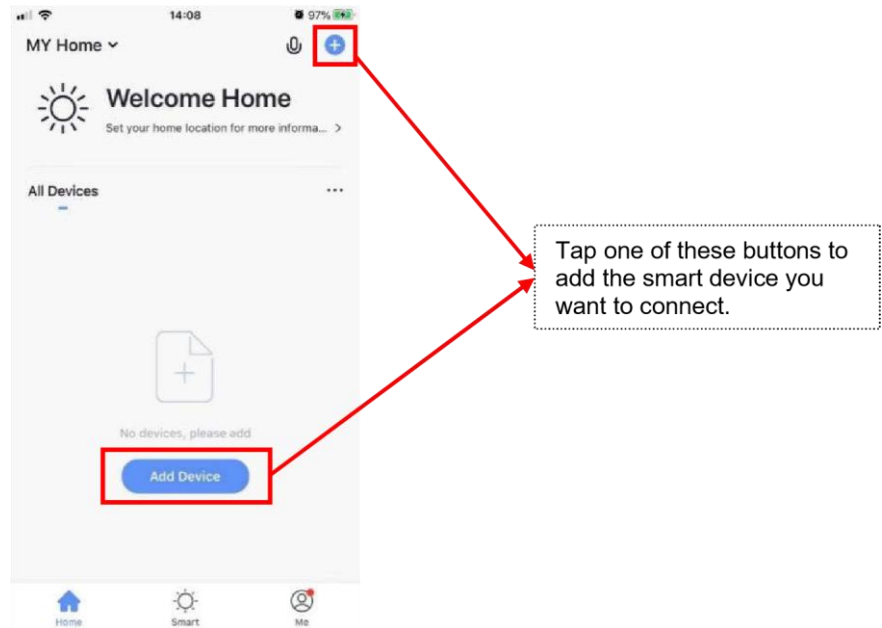 14:08
97%
MY Home
Welcome Home
Set your home location for more informa...
All Devices
...
Tap one of these buttons to
add the smart device you
want to connect.
No devices, please add
Add Device
Home
Smart
Me